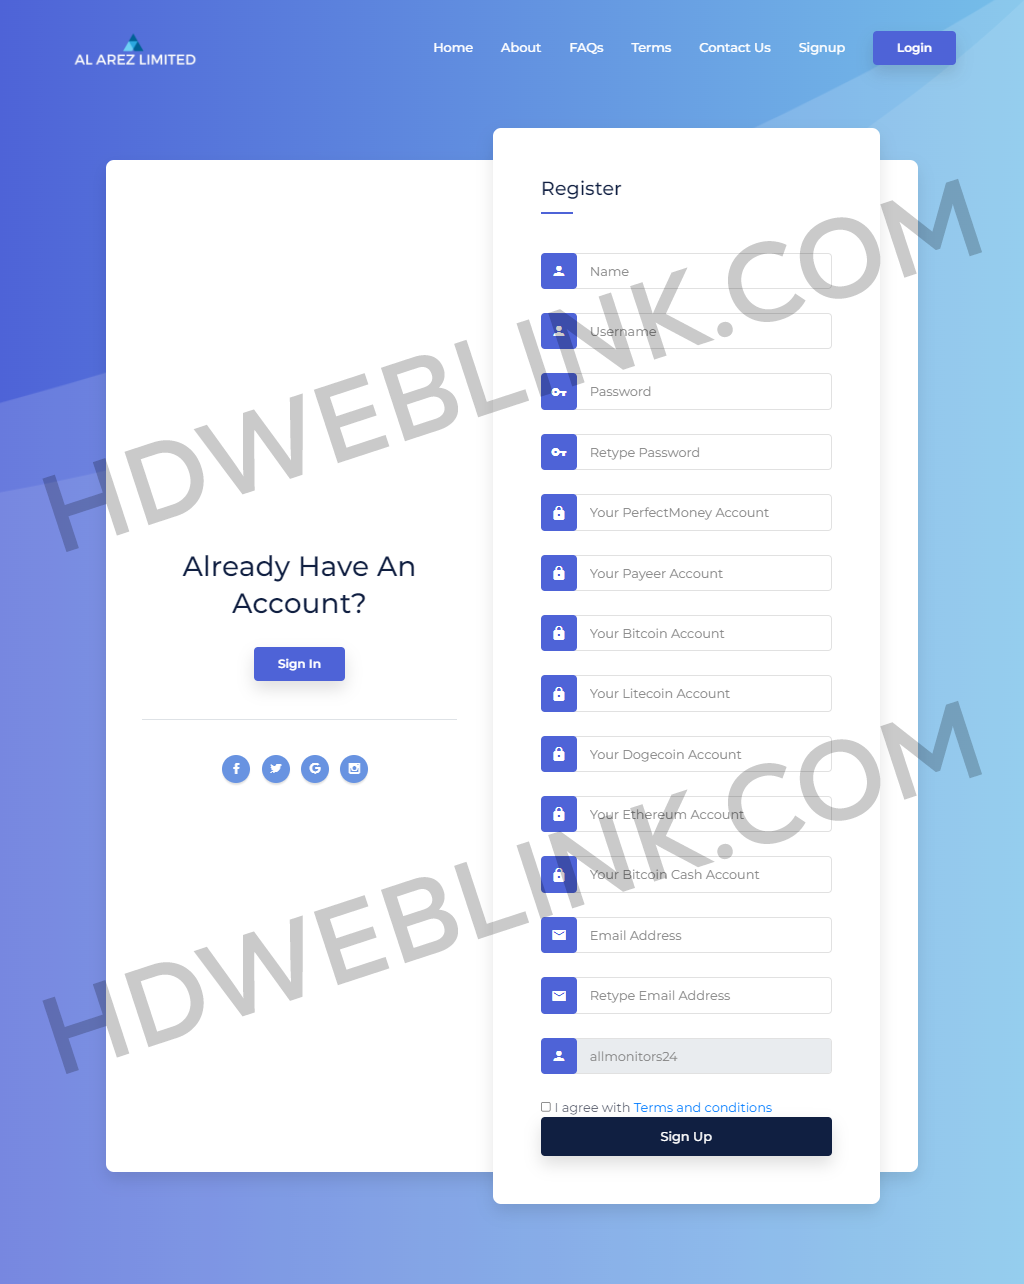 AL AREZ LIMITED
Home About FAQs Terms Contact Us Signup Login
Register
Name
Username
Password
Retype Password
Your PerfectMoney Account
Your Payeer Account
Your Bitcoin Account
Your Litecoin Account
Your Dogecoin Account
Your Ethereum Account
Your Bitcoin Cash Account
Email Address
Retype Email Address
allmonitors24
I agree with Terms and conditions
Sign Up
Already Have An
Account?
Sign In
HDWEBLINK.COM
HDWEBLINK.COM